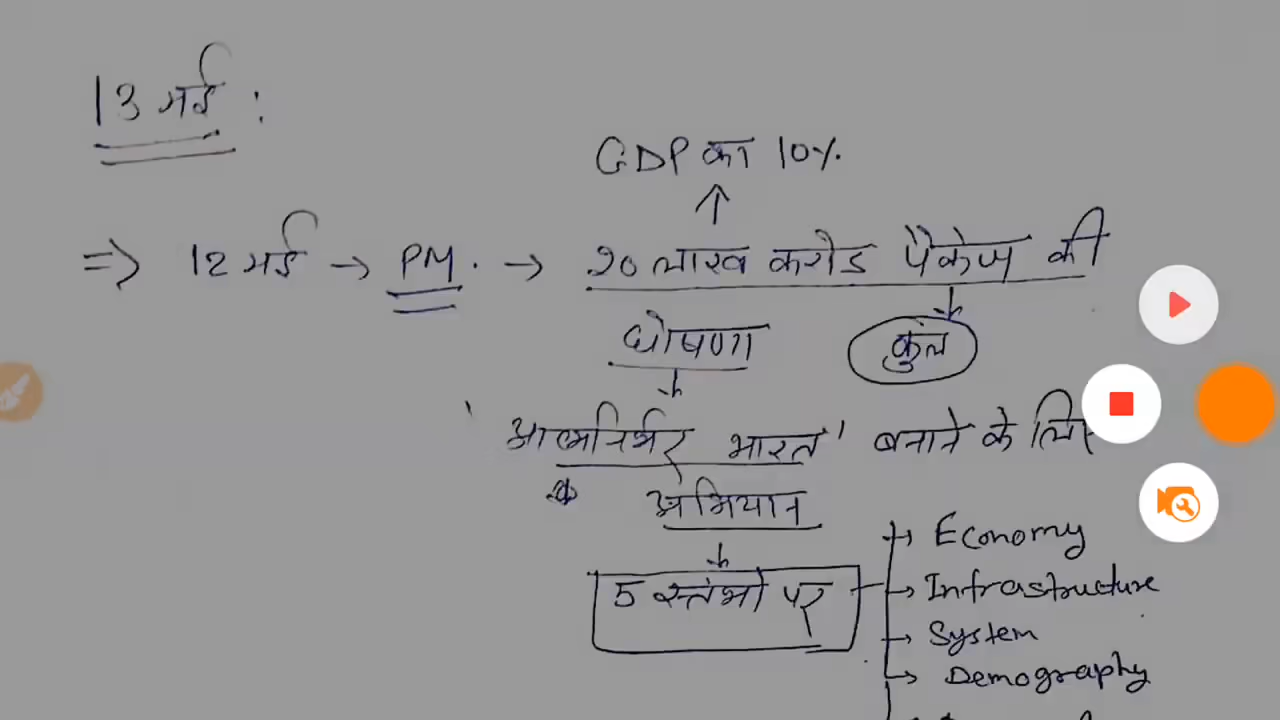 13 मई :
GDP का 10%
=> 12 मई → PM. → 20 लाख करोड पैकेज की
घोषणा कुल
'आत्मनिर्भर भारत' बनाने के लिए
अभियान
5 स्तंभो पर
→ Economy
→ Infrastructure
→ System
→ Demography